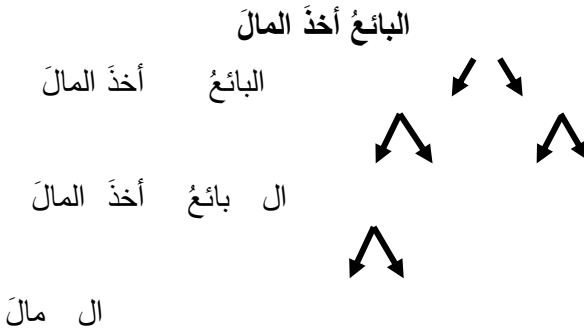 البائعُ أخذَ المالَ
البائعُ أخذَ المالَ
ال بائعُ أخذَ المالَ
ال مالَ